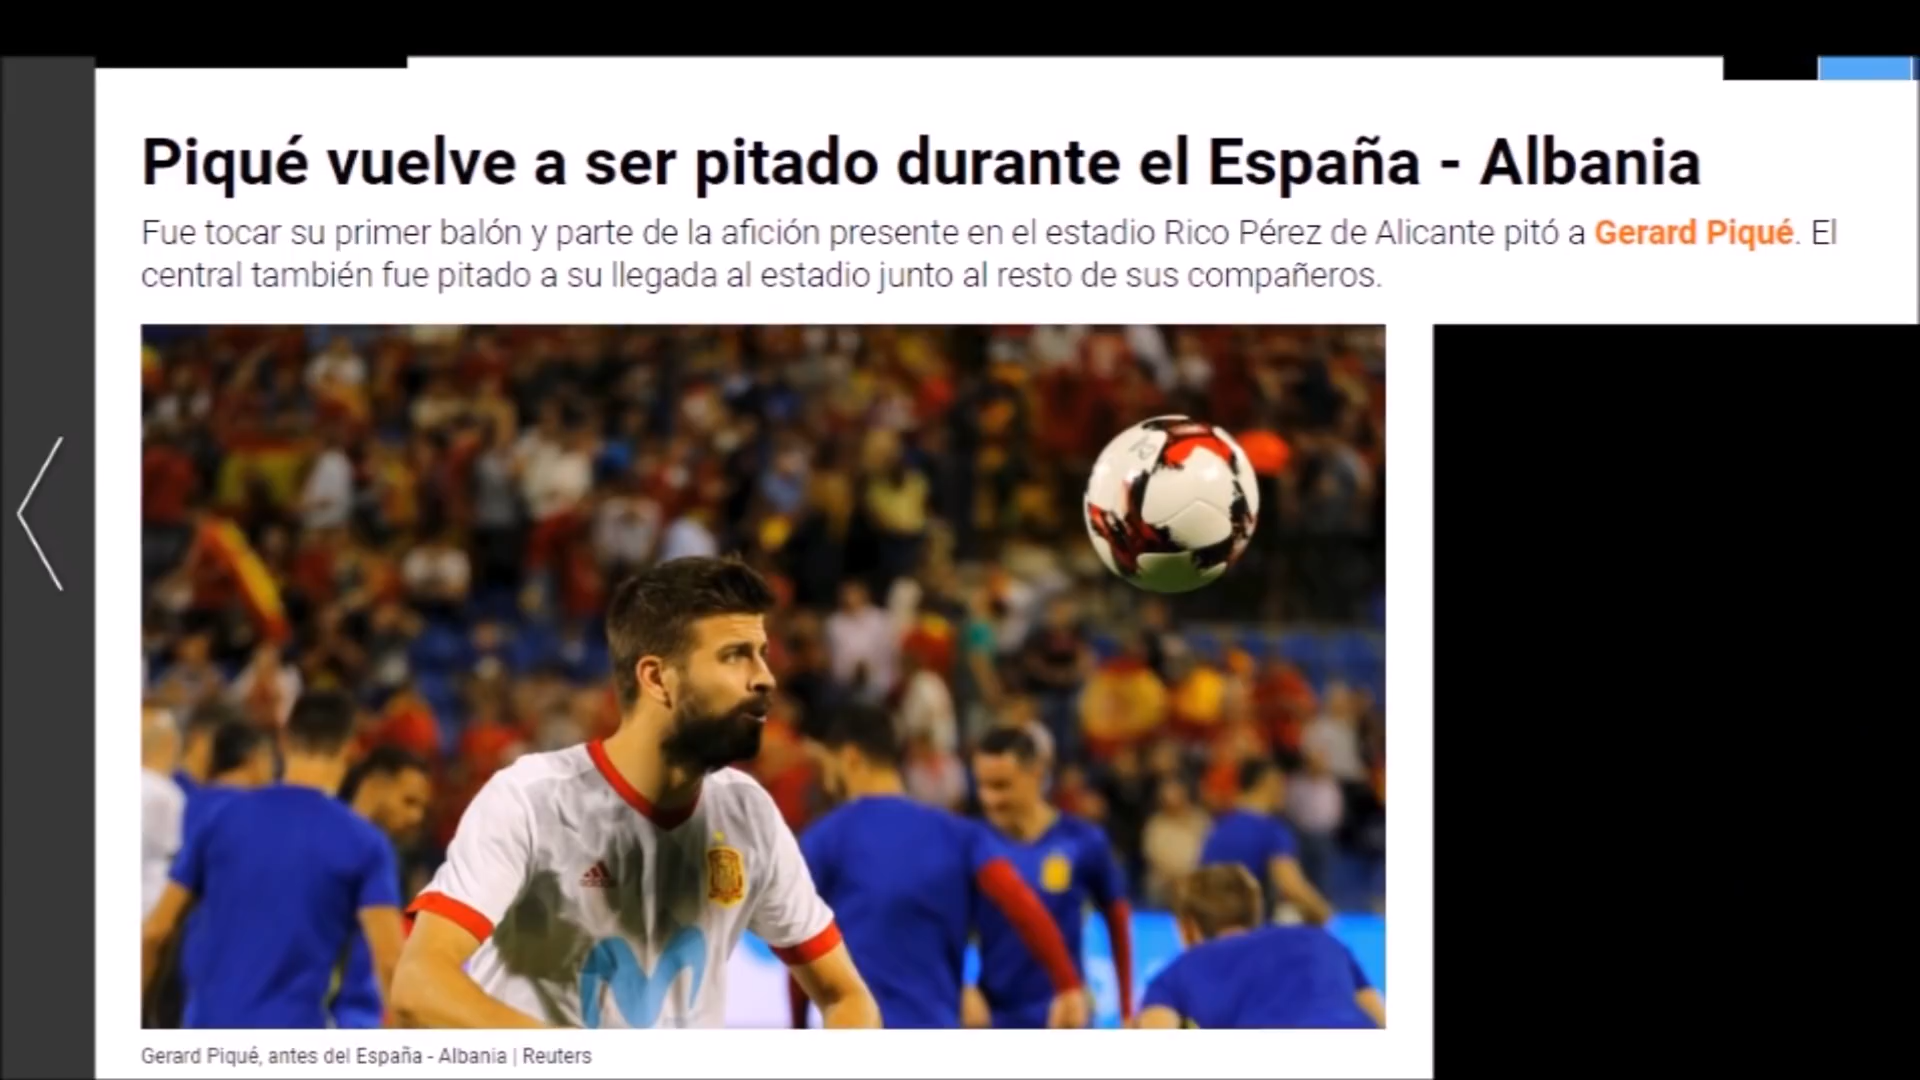 Piqué vuelve a ser pitado durante el España - Albania
Fue tocar su primer balón y parte de la afición presente en el estadio Rico Pérez de Alicante pitó a Gerard Piqué. El
central también fue pitado a su llegada al estadio junto al resto de sus compañeros.
adidas
Gerard Piqué, antes del España - Albania | Reuters